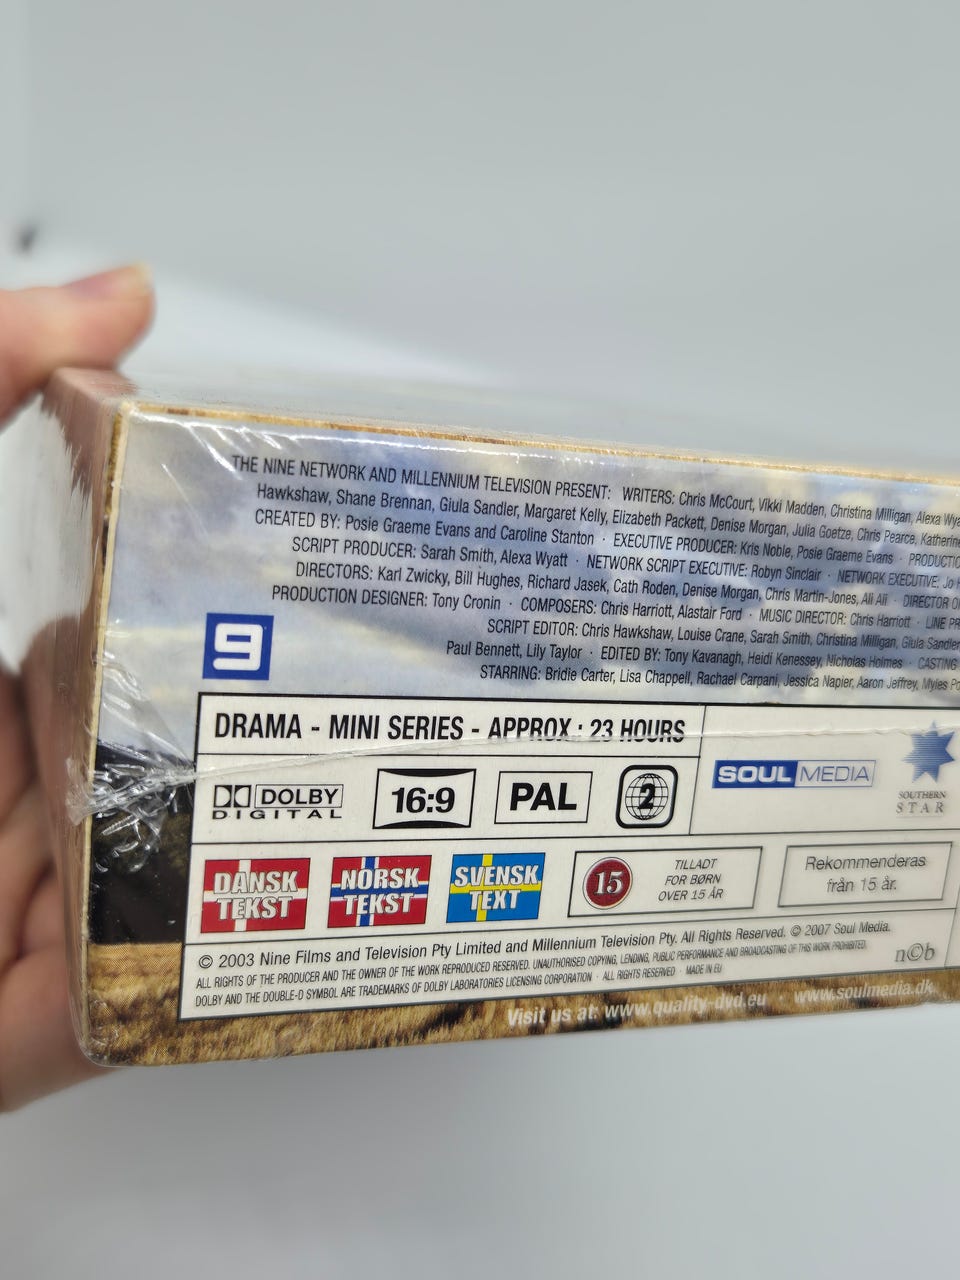 THE NINE NETWORK AND MILLENNIUM TELEVISION PRESENT: WRITERS: Chris McCourt, Vikki Madden, Christina Milligan, Alexa
Hawkshaw, Shane Brennan, Giula Sandler, Margaret Kelly, Elizabeth Packett, Denise Morgan, Julia Goetze, Chris Pearce, Katherine
CREATED BY: Posie Graeme Evans and Caroline Stanton · EXECUTIVE PRODUCER: Kris Noble, Posie Graeme Evans ·
SCRIPT PRODUCER: Sarah Smith, Alexa Wyatt · NETWORK SCRIPT EXECUTIVE: Robyn Sinclair · NETWORK EXECUTIVE:
DIRECTORS: Karl Zwicky, Bill Hughes, Richard Jasek, Cath Roden, Denise Morgan, Chris Martin-Jones, Ali Ali · DIRECTOR
PRODUCTION DESIGNER: Tony Cronin · COMPOSERS: Chris Harriott, Alastair Ford · MUSIC DIRECTOR: Chris Harriott · LINE
SCRIPT EDITOR: Chris Hawkshaw, Louise Crane, Sarah Smith, Christina Milligan, Giula Sandler
Paul Bennett, Lily Taylor · EDITED BY: Tony Kavanagh, Heidi Kenessey, Nicholas Holmes · CASTING
STARRING: Bridie Carter, Lisa Chappell, Rachael Carpani, Jessica Napier, Aaron Jeffrey, Myles
9
DRAMA - MINI SERIES - APPROX.: 23 HOURS
DOLBY
DIGITAL
16:9
PAL
2
SOUL MEDIA
SOUTHERN
STAR
DANSK
TEKST
NORSK
TEKST
SVENSK
TEXT
15
TILLADT
FOR BØRN
OVER 15 ÅR
Rekommenderas
från 15 år.
© 2003 Nine Films and Television Pty Limited and Millennium Television Pty. All Rights Reserved. © 2007 Soul Media.
ALL RIGHTS OF THE PRODUCER AND THE OWNER OF THE WORK REPRODUCED RESERVED. UNAUTHORISED COPYING, LENDING, PUBLIC PERFORMANCE AND BROADCASTING OF THIS WORK PROHIBITED.
DOLBY AND THE DOUBLE-D SYMBOL ARE TRADEMARKS OF DOLBY LABORATORIES LICENSING CORPORATION · ALL RIGHTS RESERVED · MADE IN EU
n©b
Visit us at: www.quality-dvd.eu · www.soulmedia.dk